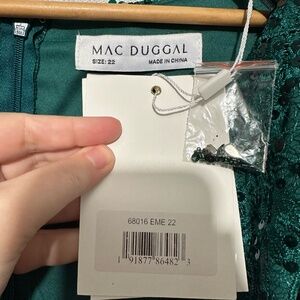 MAC DUGGAL
SIZE: 22 MADE IN CHINA
68016 EME 22
1 91877 86482 3